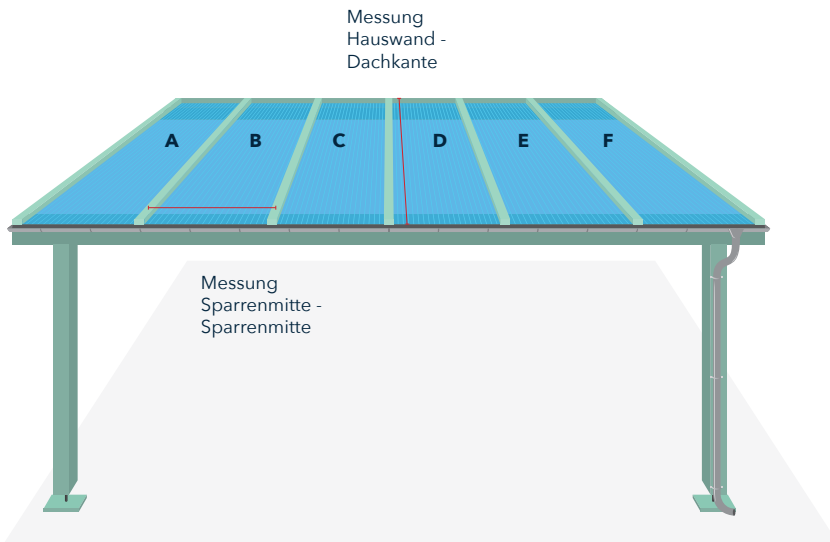 Messung
Hauswand -
Dachkante
A B C D E F
Messung
Sparrenmitte -
Sparrenmitte